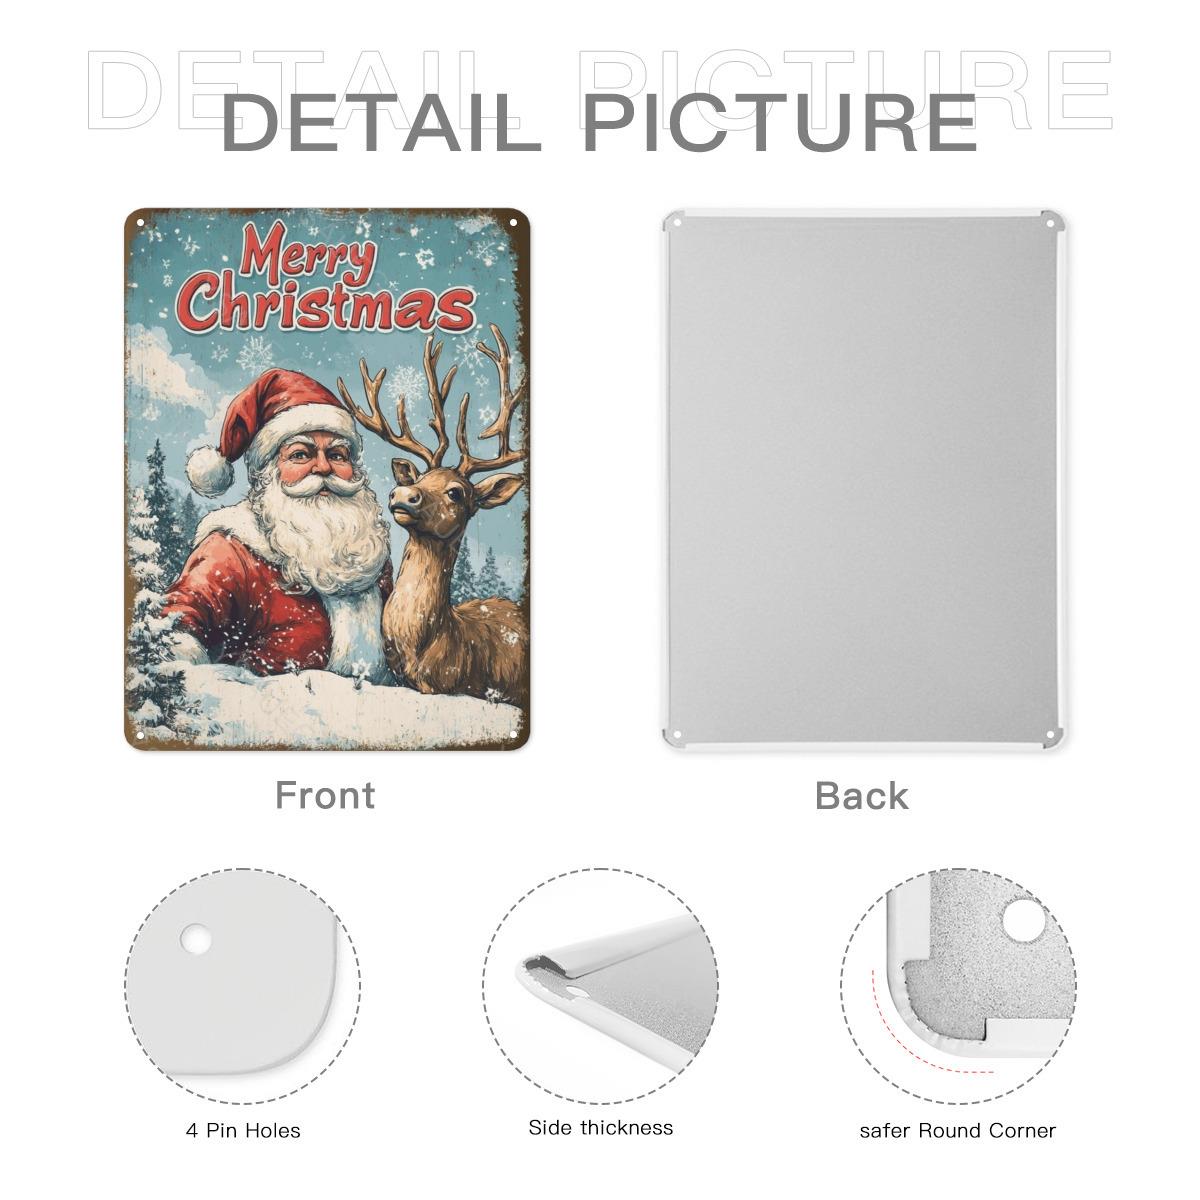 DETAIL PICTURE
DETAIL PICTURE
Merry
Christmas
Front
Back
4 Pin Holes
Side thickness
safer Round Corner